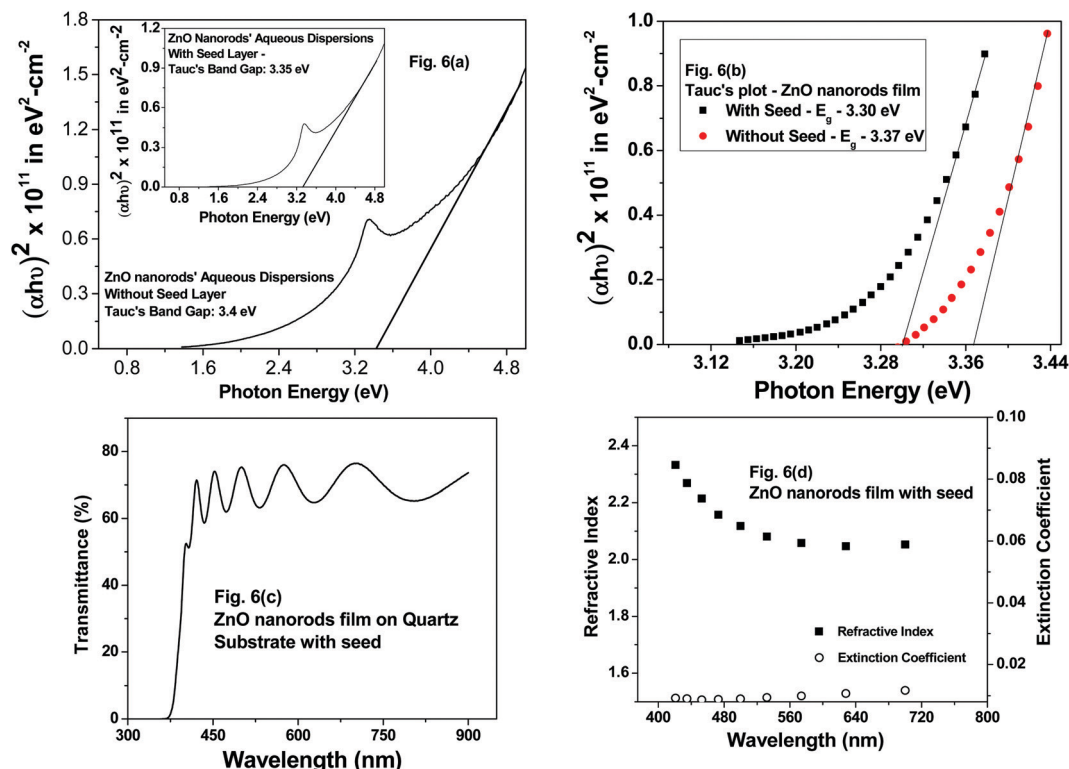 1.8
1.5
1.2
0.9
0.6
0.3
0.0
(αhυ)² x 10¹¹ in eV²-cm⁻²
1.2
0.9
0.6
0.3
0.0
(αhυ)² x 10¹¹ in eV²-cm⁻²
ZnO Nanorods' Aqueous Dispersions
With Seed Layer -
Tauc's Band Gap: 3.35 eV
0.8 1.6 2.4 3.2 4.0 4.8
Photon Energy (eV)
Fig. 6(a)
ZnO nanorods' Aqueous Dispersions
Without Seed Layer
Tauc's Band Gap: 3.4 eV
0.8 1.6 2.4 3.2 4.0 4.8
Photon Energy (eV)
1.0
0.8
0.6
0.4
0.2
0.0
(αhυ)² x 10¹¹ in eV²-cm⁻²
Fig. 6(b)
Tauc's plot - ZnO nanorods film
With Seed - E_g - 3.30 eV
Without Seed - E_g - 3.37 eV
3.12 3.20 3.28 3.36 3.44
Photon Energy (eV)
80
60
40
20
0
Transmittance (%)
Fig. 6(c)
ZnO nanorods film on Quartz
Substrate with seed
300 450 600 750 900
Wavelength (nm)
2.4
2.2
2.0
1.8
1.6
Refractive Index
Fig. 6(d)
ZnO nanorods film with seed
Refractive Index
Extinction Coefficient
0.10
0.08
0.06
0.04
0.02
Extinction Coefficient
400 480 560 640 720 800
Wavelength (nm)